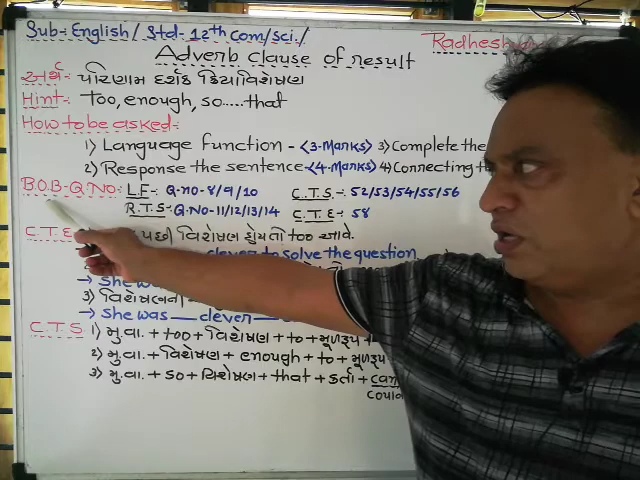 Sub:- English / Std- 12th Com/Sci./
Adverb Clause of result
અર્થ:- પરિણામ દર્શક ક્રિયાવિશેષણ
Hint:- Too, enough, so.....that
How to be asked:-
1) Language function - <3-Marks> 3) Complete the
2) Response the sentence - <4-Marks> 4) Connecting
B.O.B-Q.No:- L.F:- Q.no-8/9/10 C.T.S.-: 52/53/54/55/56
R.T.S:- Q.No-11/12/13/14 C.T.E:- 58
C.T.E પછી વિશેષણ હોયતો too આવે.
clever to solve the question
→ She was
3) વિશેષણની
→ She was ___ clever
C.T.S. 1) મુ.વા. + too + વિશેષણ + to + મૂળરૂપ
2) મુ.વા. + વિશેષણ + enough + to + મૂળરૂપ
3) મુ.વા. + so + વિશેષણ + that + કર્તા +